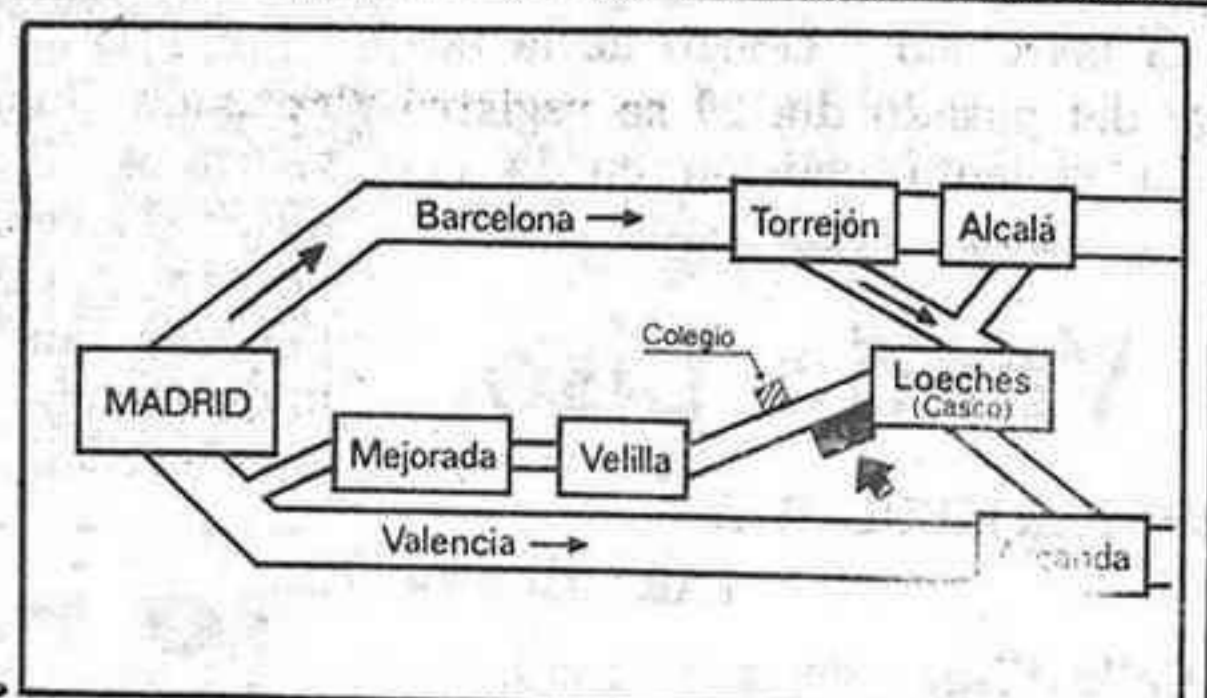 Barcelona →
Torrejón
Alcalá
Colegio
MADRID
Loeches
(Casco)
Mejorada
Velilla
Valencia →